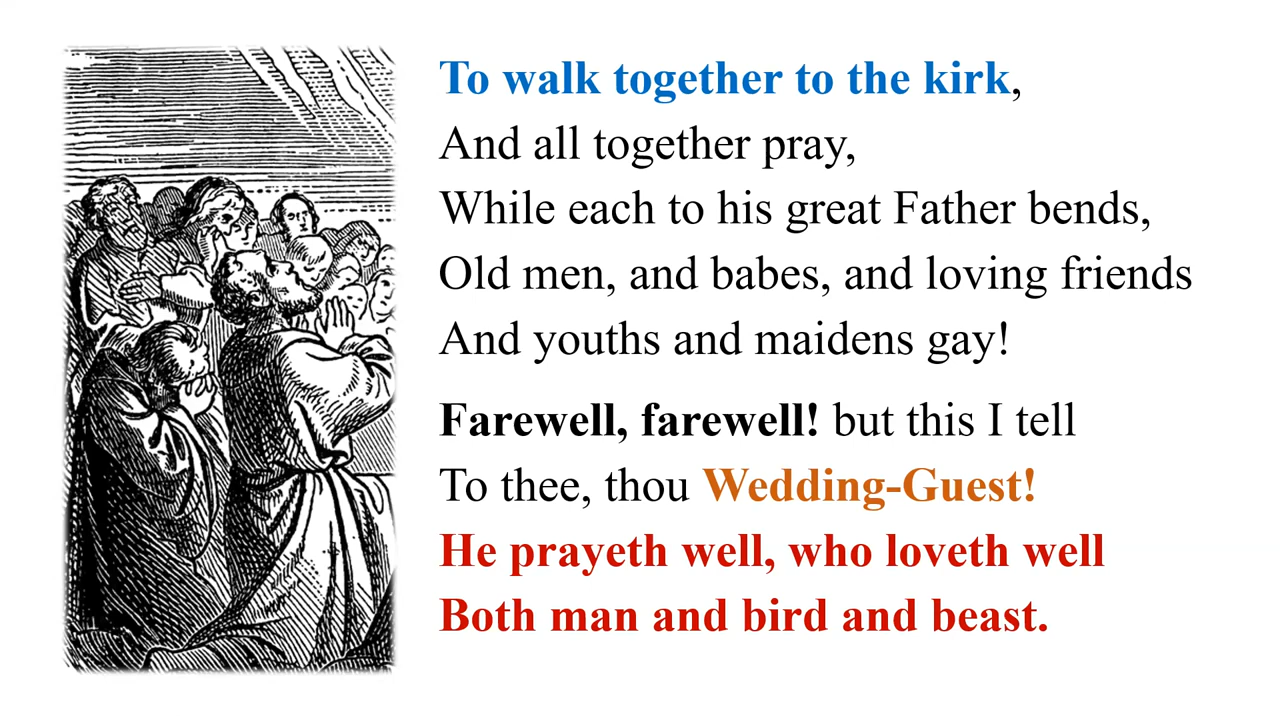 To walk together to the kirk,
And all together pray,
While each to his great Father bends,
Old men, and babes, and loving friends
And youths and maidens gay!
Farewell, farewell! but this I tell
To thee, thou Wedding-Guest!
He prayeth well, who loveth well
Both man and bird and beast.